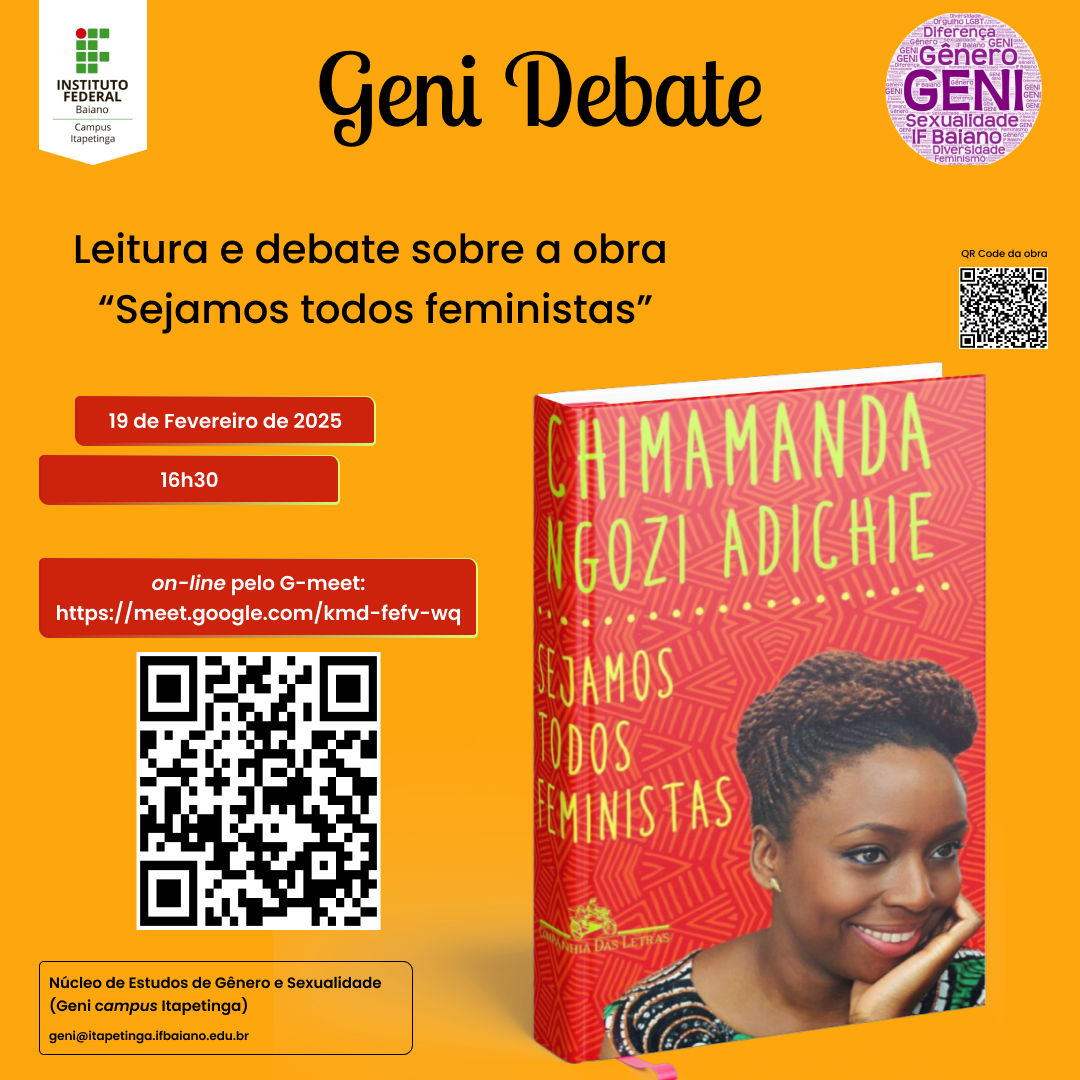 INSTITUTO
FEDERAL
Baiano
Campus
Itapetinga
Geni Debate
Diversidade
Orgulho LGBT
Diferença
Gênero
GENI
Sexualidade
IF Baiano
Diversidade
Feminismo
Leitura e debate sobre a obra
“Sejamos todos feministas”
QR Code da obra
19 de Fevereiro de 2025
16h30
on-line pelo G-meet:
https://meet.google.com/kmd-fefv-wq
CHIMAMANDA
NGOZI ADICHIE
SEJAMOS
TODOS
FEMINISTAS
COMPANHIA DAS LETRAS
Núcleo de Estudos de Gênero e Sexualidade
(Geni campus Itapetinga)
geni@itapetinga.ifbaiano.edu.br